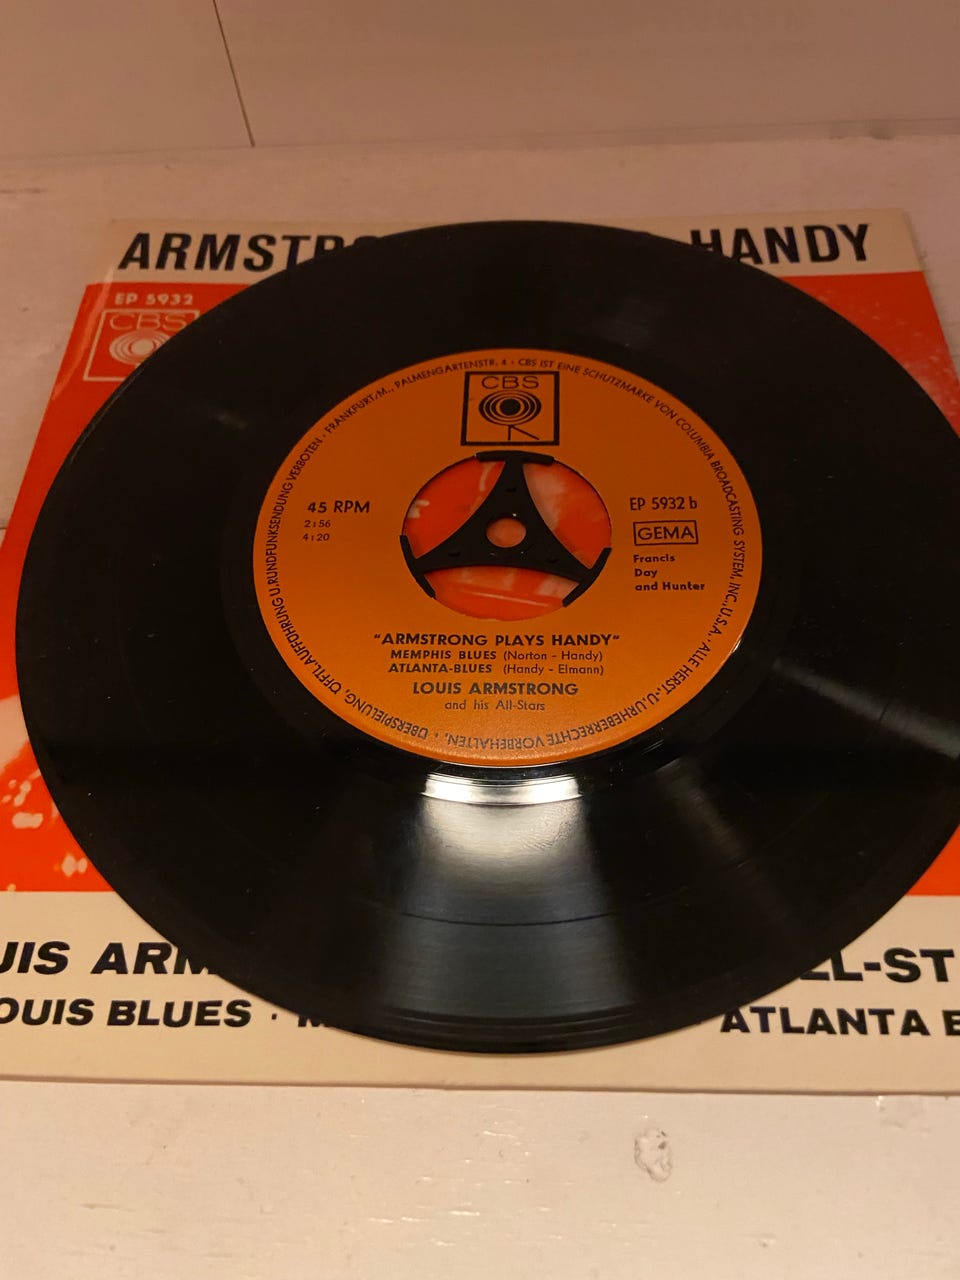 ARMSTR HANDY
EP 5932
CBS
FRANKFURT/M., PALMENGARTENSTR. 4 · CBS IST EINE SCHUTZMARKE VON COLUMBIA BROADCASTING SYSTEM, INC., U.S.A. · ALLE HERST.-U. URHEBERRECHTE VORBEHALTEN. · ÜBERSPIELUNG, ÖFFTL. AUFFÜHRUNG U. RUNDFUNKSENDUNG VERBOTEN ·
CBS
45 RPM
2:56
4:20
EP 5932 b
GEMA
Francis
Day
and Hunter
"ARMSTRONG PLAYS HANDY"
MEMPHIS BLUES (Norton - Handy)
ATLANTA-BLUES (Handy - Elmann)
LOUIS ARMSTRONG
and his All-Stars
UIS ARM LL-ST
OUIS BLUES · M ATLANTA B